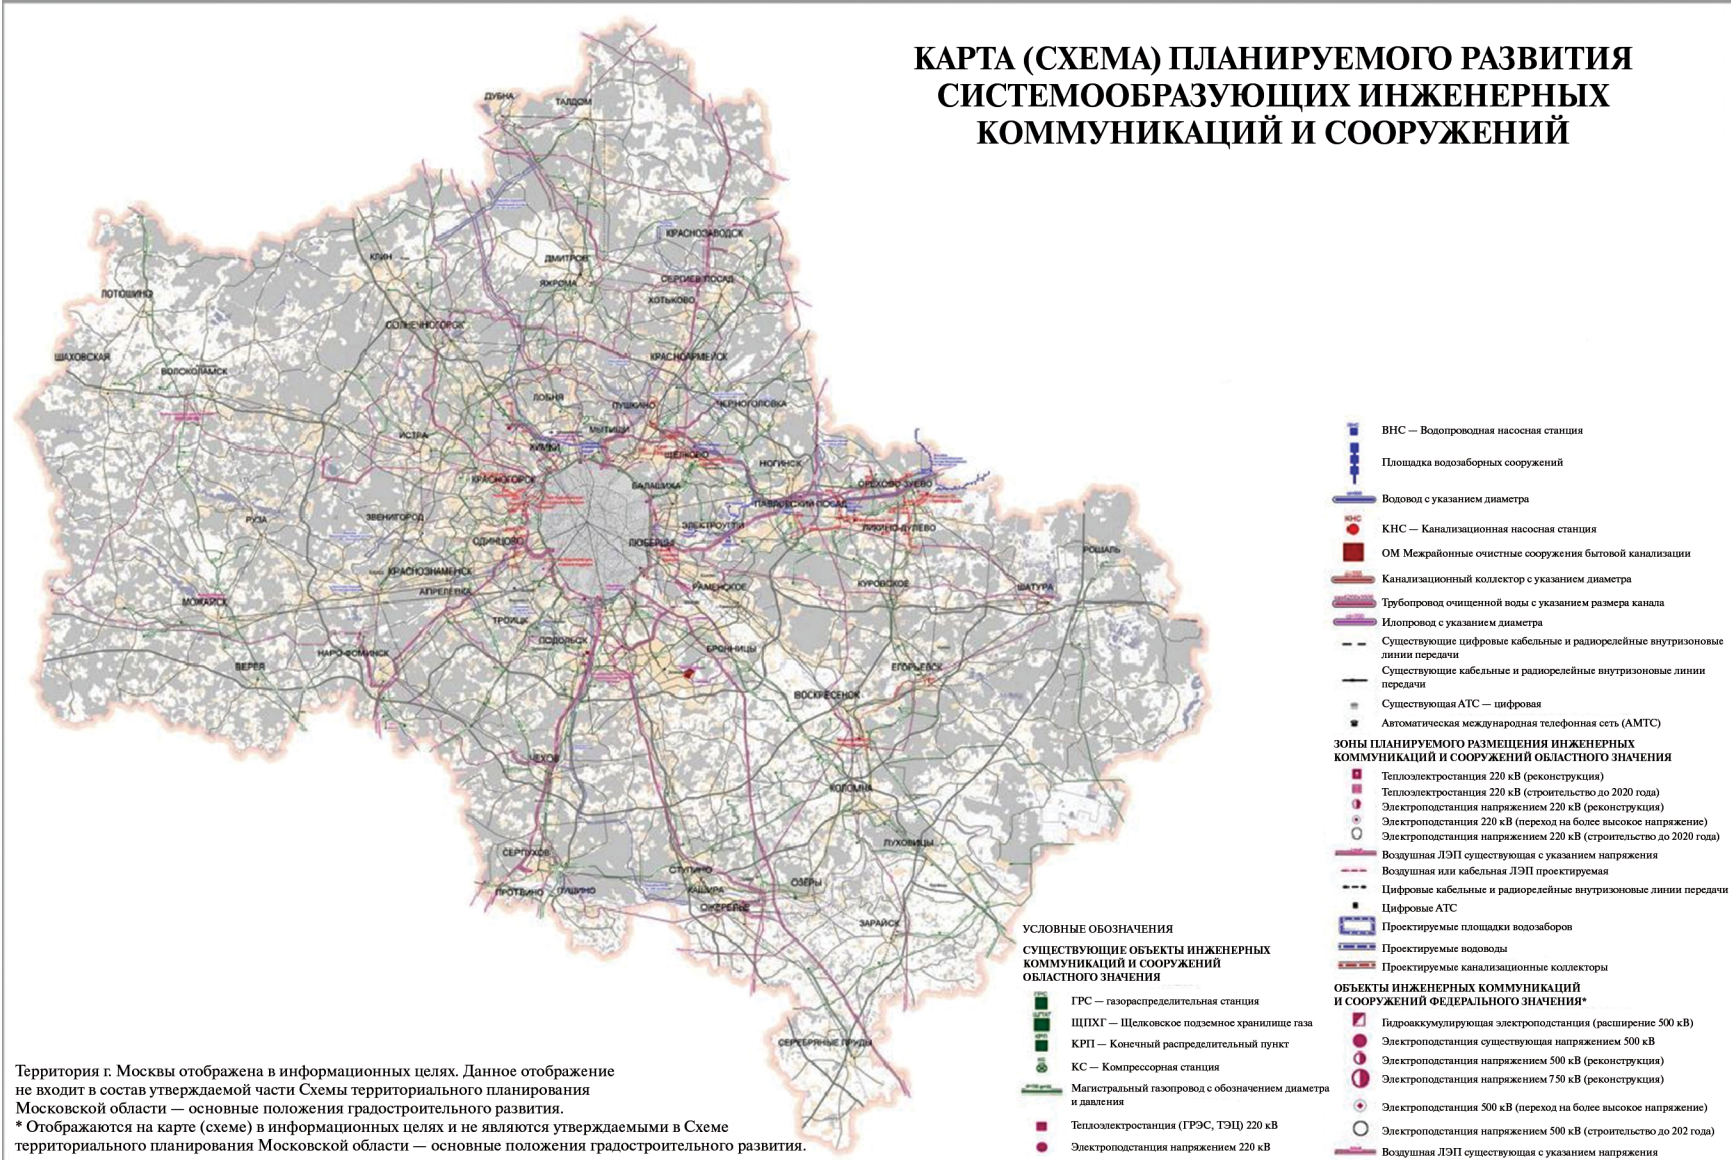 КАРТА (СХЕМА) ПЛАНИРУЕМОГО РАЗВИТИЯ
СИСТЕМООБРАЗУЮЩИХ ИНЖЕНЕРНЫХ
КОММУНИКАЦИЙ И СООРУЖЕНИЙ
ДУБНА
ТАЛДОМ
КРАСНОЗАВОДСК
КЛИН
ДМИТРОВ
СЕРГИЕВ ПОСАД
ЯХРОМА
ХОТЬКОВО
ЛОТОШИНО
СОЛНЕЧНОГОРСК
ШАХОВСКАЯ
КРАСНОАРМЕЙСК
ВОЛОКОЛАМСК
ЛОБНЯ
ПУШКИНО
ЧЕРНОГОЛОВКА
ИСТРА
МЫТИЩИ
ХИМКИ
ЩЁЛКОВО
НОГИНСК
КРАСНОГОРСК
БАЛАШИХА
ОРЕХОВО-ЗУЕВО
ПАВЛОВСКИЙ ПОСАД
РУЗА
ЗВЕНИГОРОД
ЭЛЕКТРОУГЛИ
ЛИКИНО-ДУЛЁВО
ОДИНЦОВО
ЛЮБЕРЦЫ
РОШАЛЬ
КРАСНОЗНАМЕНСК
АПРЕЛЕВКА
РАМЕНСКОЕ
КУРОВСКОЕ
ШАТУРА
МОЖАЙСК
ТРОИЦК
ПОДОЛЬСК
БРОННИЦЫ
НАРО-ФОМИНСК
ВЕРЕЯ
ЕГОРЬЕВСК
ВОСКРЕСЕНСК
ЧЕХОВ
КОЛОМНА
ЛУХОВИЦЫ
СЕРПУХОВ
СТУПИНО
ПРОТВИНО
ПУЩИНО
КАШИРА
ОЗЁРЫ
ОЖЕРЕЛЬЕ
ЗАРАЙСК
СЕРЕБРЯНЫЕ ПРУДЫ
Территория г. Москвы отображена в информационных целях. Данное отображение
не входит в состав утверждаемой части Схемы территориального планирования
Московской области — основные положения градостроительного развития.
* Отображаются на карте (схеме) в информационных целях и не являются утверждаемыми в Схеме
территориального планирования Московской области — основные положения градостроительного развития.
УСЛОВНЫЕ ОБОЗНАЧЕНИЯ
СУЩЕСТВУЮЩИЕ ОБЪЕКТЫ ИНЖЕНЕРНЫХ
КОММУНИКАЦИЙ И СООРУЖЕНИЙ
ОБЛАСТНОГО ЗНАЧЕНИЯ
ГРС
ГРС — газораспределительная станция
ЩПХГ — Щелковское подземное хранилище газа
КРП
КРП — Конечный распределительный пункт
КС
КС — Компрессорная станция
Магистральный газопровод с обозначением диаметра
и давления
Теплоэлектростанция (ГРЭС, ТЭЦ) 220 кВ
Электроподстанция напряжением 220 кВ
ВНС
ВНС — Водопроводная насосная станция
Площадка водозаборных сооружений
Водовод с указанием диаметра
КНС
КНС — Канализационная насосная станция
ОМ Межрайонные очистные сооружения бытовой канализации
Канализационный коллектор с указанием диаметра
Трубопровод очищенной воды с указанием размера канала
Илопровод с указанием диаметра
Существующие цифровые кабельные и радиорелейные внутризоновые
линии передачи
Существующие кабельные и радиорелейные внутризоновые линии
передачи
Существующая АТС — цифровая
Автоматическая международная телефонная сеть (АМТС)
ЗОНЫ ПЛАНИРУЕМОГО РАЗМЕЩЕНИЯ ИНЖЕНЕРНЫХ
КОММУНИКАЦИЙ И СООРУЖЕНИЙ ОБЛАСТНОГО ЗНАЧЕНИЯ
Теплоэлектростанция 220 кВ (реконструкция)
Теплоэлектростанция 220 кВ (строительство до 2020 года)
Электроподстанция напряжением 220 кВ (реконструкция)
Электроподстанция 220 кВ (переход на более высокое напряжение)
Электроподстанция напряжением 220 кВ (строительство до 2020 года)
Воздушная ЛЭП существующая с указанием напряжения
Воздушная или кабельная ЛЭП проектируемая
Цифровые кабельные и радиорелейные внутризоновые линии передачи
Цифровые АТС
Проектируемые площадки водозаборов
Проектируемые водоводы
Проектируемые канализационные коллекторы
ОБЪЕКТЫ ИНЖЕНЕРНЫХ КОММУНИКАЦИЙ
И СООРУЖЕНИЙ ФЕДЕРАЛЬНОГО ЗНАЧЕНИЯ*
Гидроаккумулирующая электроподстанция (расширение 500 кВ)
Электроподстанция существующая напряжением 500 кВ
Электроподстанция напряжением 500 кВ (реконструкция)
Электроподстанция напряжением 750 кВ (реконструкция)
Электроподстанция 500 кВ (переход на более высокое напряжение)
Электроподстанция напряжением 500 кВ (строительство до 202 года)
Воздушная ЛЭП существующая с указанием напряжения